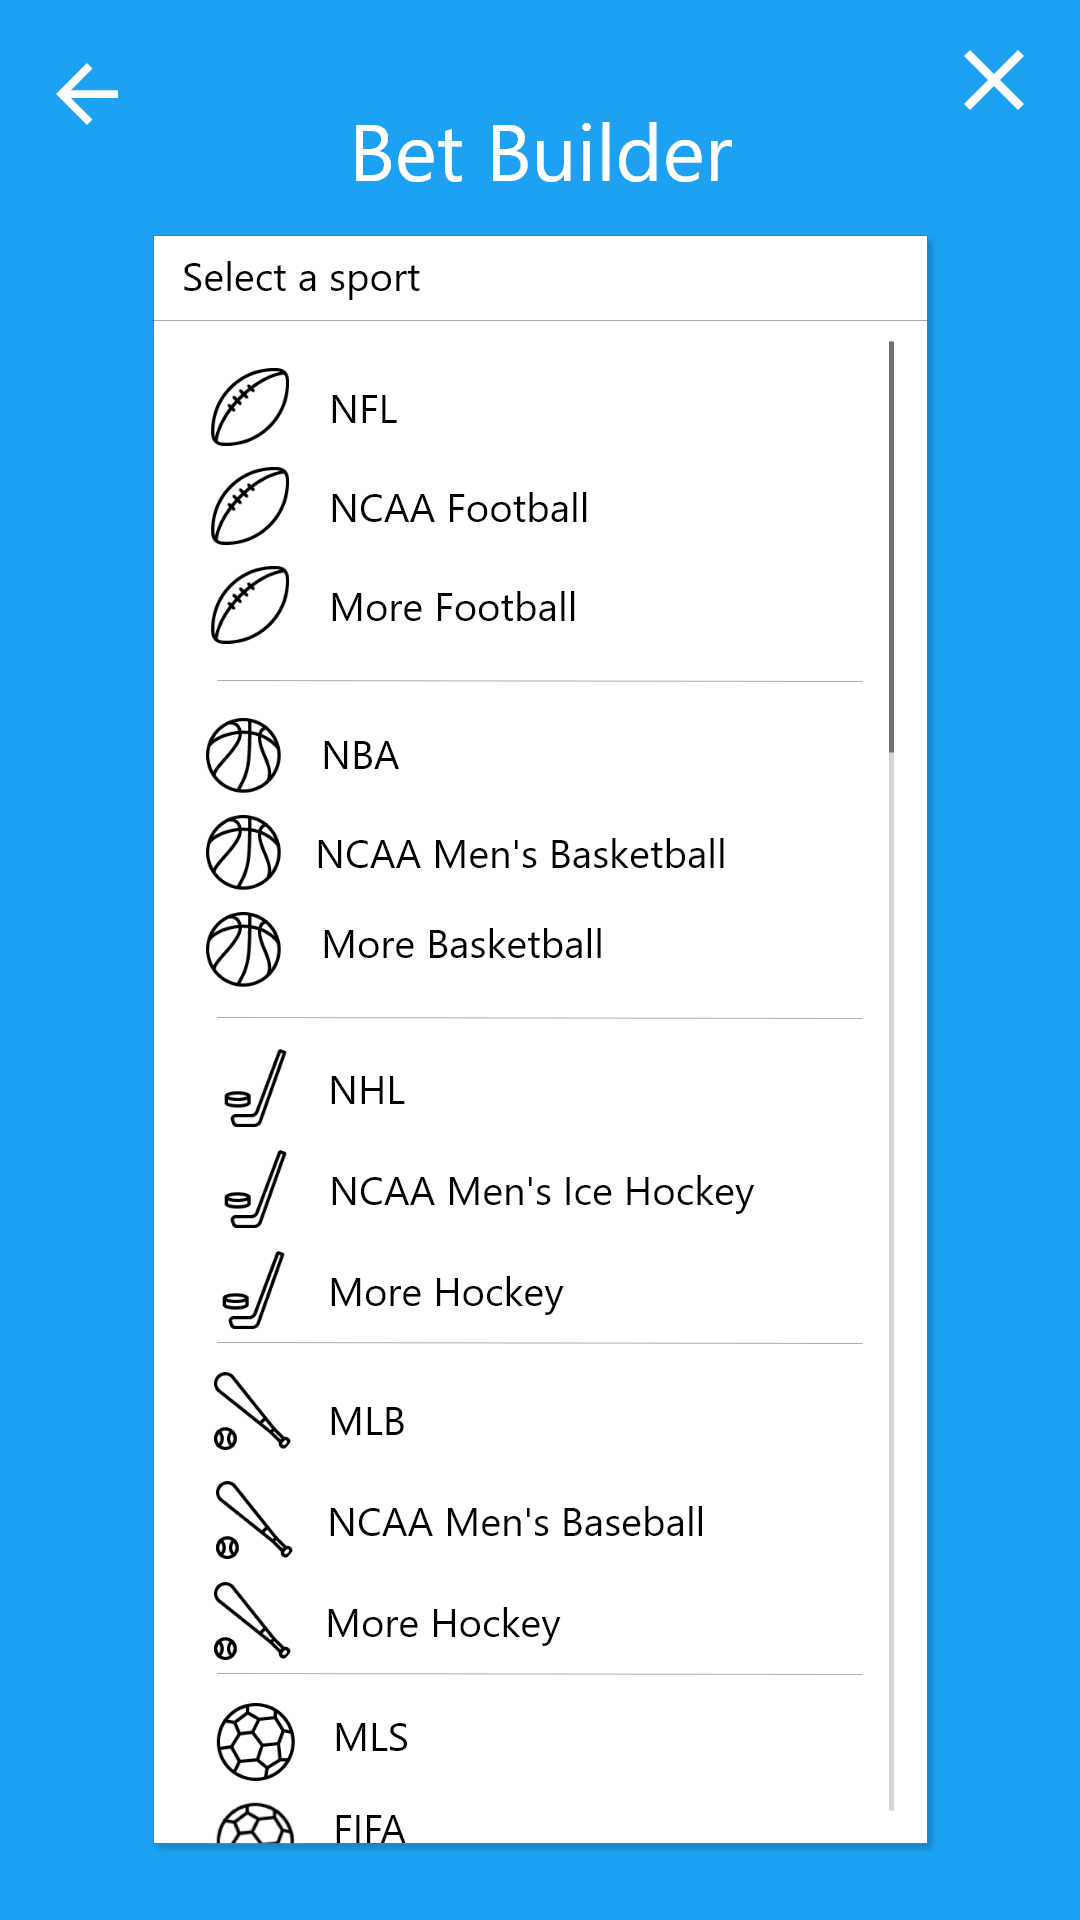 Bet Builder
Select a sport
NFL
NCAA Football
More Football
NBA
NCAA Men's Basketball
More Basketball
NHL
NCAA Men's Ice Hockey
More Hockey
MLB
NCAA Men's Baseball
More Hockey
MLS
FIFA